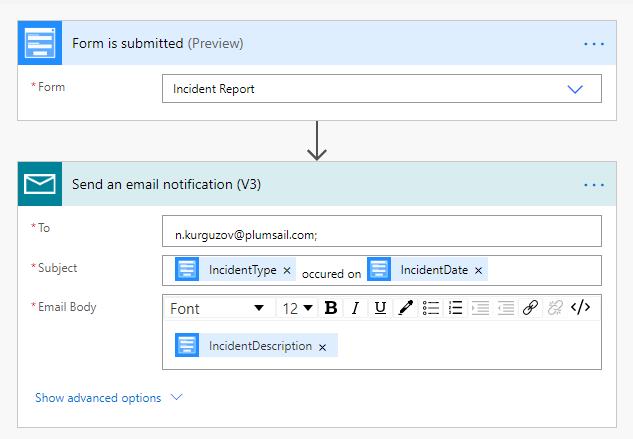 Form is submitted (Preview)
* Form
Incident Report
Send an email notification (V3)
* To
n.kurguzov@plumsail.com;
* Subject
IncidentType × occured on IncidentDate ×
* Email Body
Font 12 B I U </>
IncidentDescription ×
Show advanced options